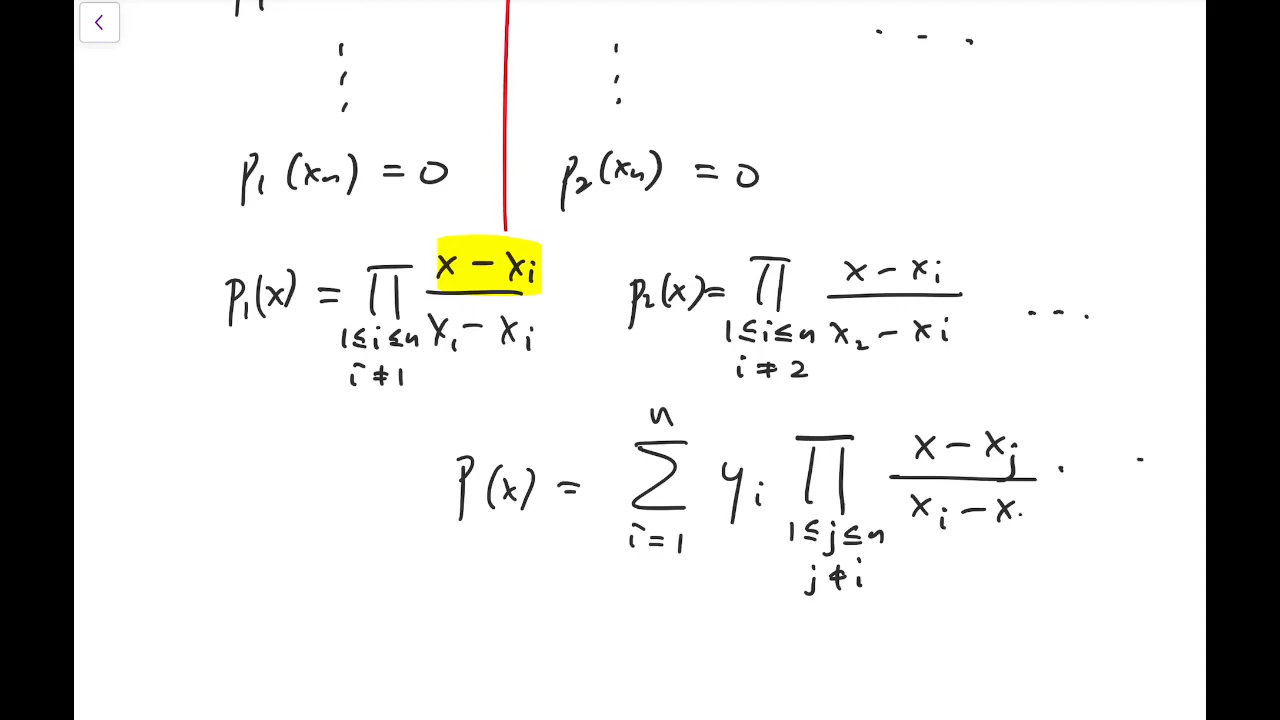 ⋮ ⋮ ...
p₁(xₙ) = 0 p₂(xₙ) = 0
p₁(x) = ∏_{1≤i≤n, i≠1} (x − xᵢ)/(x₁ − xᵢ) p₂(x) = ∏_{1≤i≤n, i≠2} (x − xᵢ)/(x₂ − xᵢ) ...
P(x) = ∑_{i=1}^{n} yᵢ ∏_{1≤j≤n, j≠i} (x − xⱼ)/(xᵢ − x.